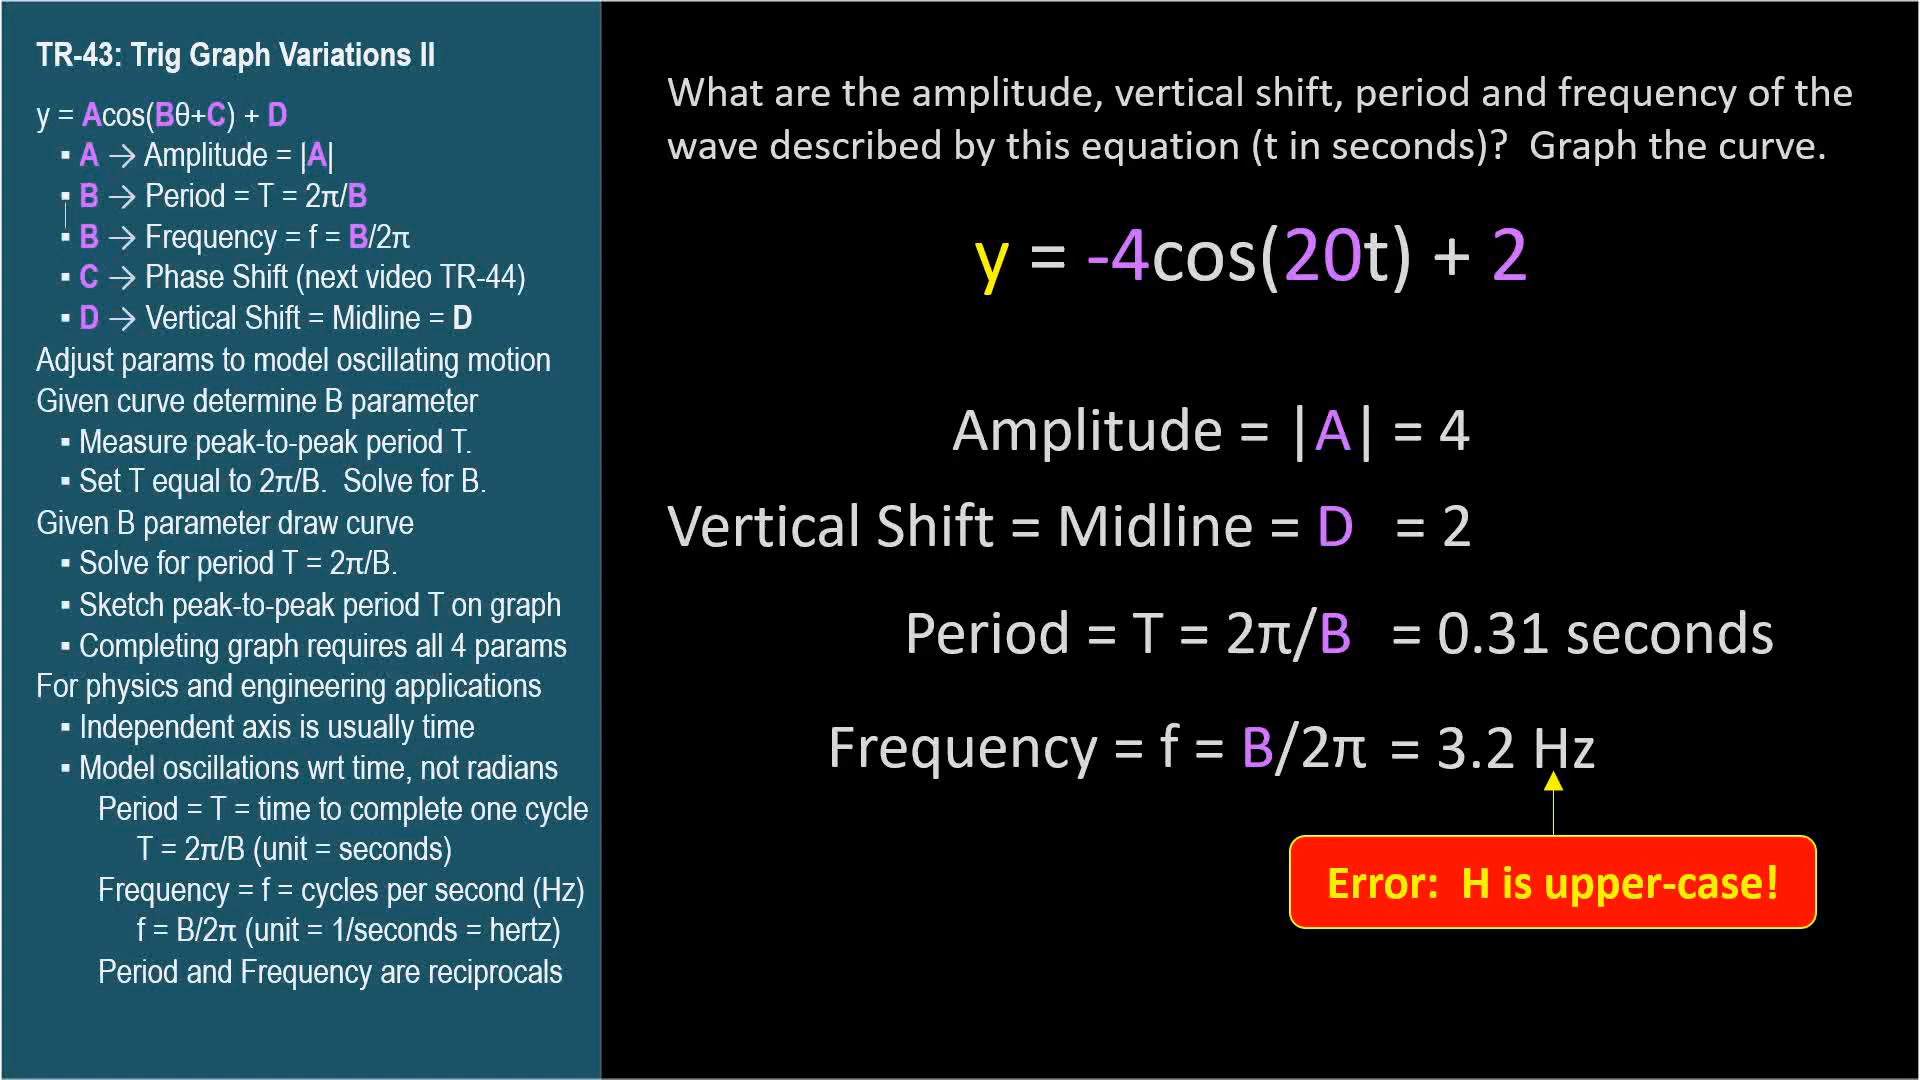 TR-43: Trig Graph Variations II
y = Acos(Bθ+C) + D
▪ A → Amplitude = |A|
▪ B → Period = T = 2π/B
▪ B → Frequency = f = B/2π
▪ C → Phase Shift (next video TR-44)
▪ D → Vertical Shift = Midline = D
Adjust params to model oscillating motion
Given curve determine B parameter
▪ Measure peak-to-peak period T.
▪ Set T equal to 2π/B.  Solve for B.
Given B parameter draw curve
▪ Solve for period T = 2π/B.
▪ Sketch peak-to-peak period T on graph
▪ Completing graph requires all 4 params
For physics and engineering applications
▪ Independent axis is usually time
▪ Model oscillations wrt time, not radians
Period = T = time to complete one cycle
T = 2π/B (unit = seconds)
Frequency = f = cycles per second (Hz)
f = B/2π (unit = 1/seconds = hertz)
Period and Frequency are reciprocals
What are the amplitude, vertical shift, period and frequency of the
wave described by this equation (t in seconds)?  Graph the curve.
y = -4cos(20t) + 2
Amplitude = |A| = 4
Vertical Shift = Midline = D = 2
Period = T = 2π/B = 0.31 seconds
Frequency = f = B/2π = 3.2 Hz
Error:  H is upper-case!